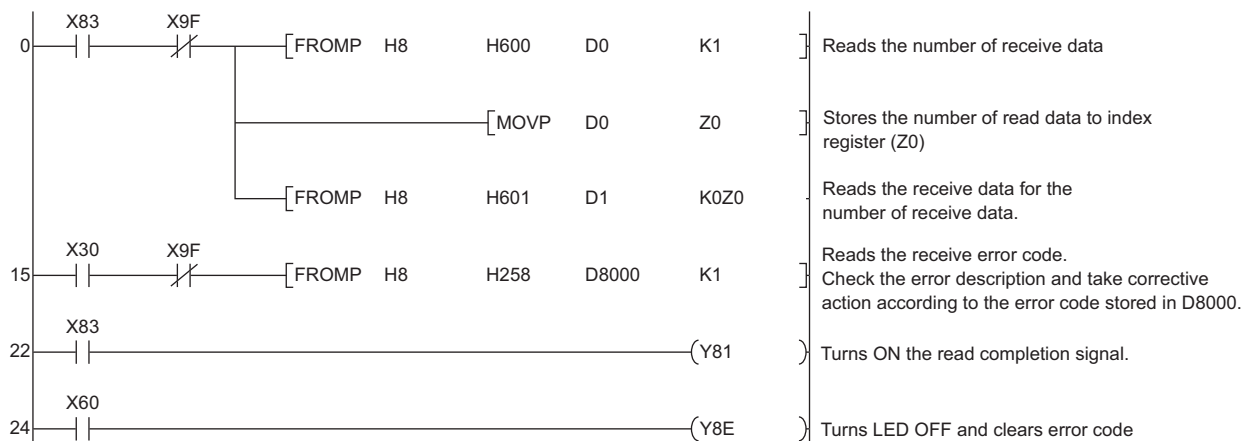 X83 X9F
0 [FROMP H8 H600 D0 K1 ] Reads the number of receive data
[MOVP D0 Z0 ] Stores the number of read data to index
register (Z0)
[FROMP H8 H601 D1 K0Z0 ] Reads the receive data for the
number of receive data.
X30 X9F
15 [FROMP H8 H258 D8000 K1 ] Reads the receive error code.
Check the error description and take corrective
action according to the error code stored in D8000.
X83
22 (Y81 ) Turns ON the read completion signal.
X60
24 (Y8E ) Turns LED OFF and clears error code